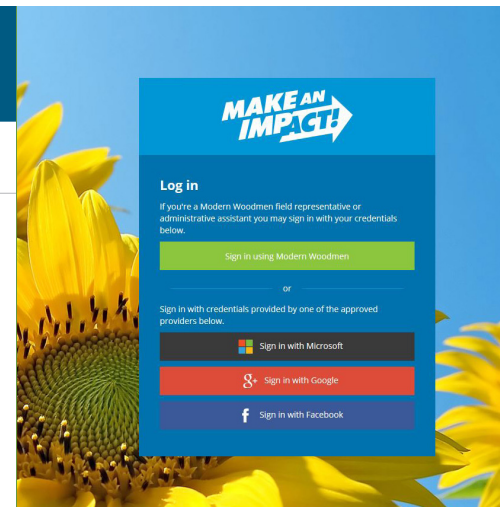 MAKE AN
IMPACT!
Log in
If you're a Modern Woodmen field representative or
administrative assistant you may sign in with your credentials
below.
Sign in using Modern Woodmen
or
Sign in with credentials provided by one of the approved
providers below.
Sign in with Microsoft
g+ Sign in with Google
f Sign in with Facebook